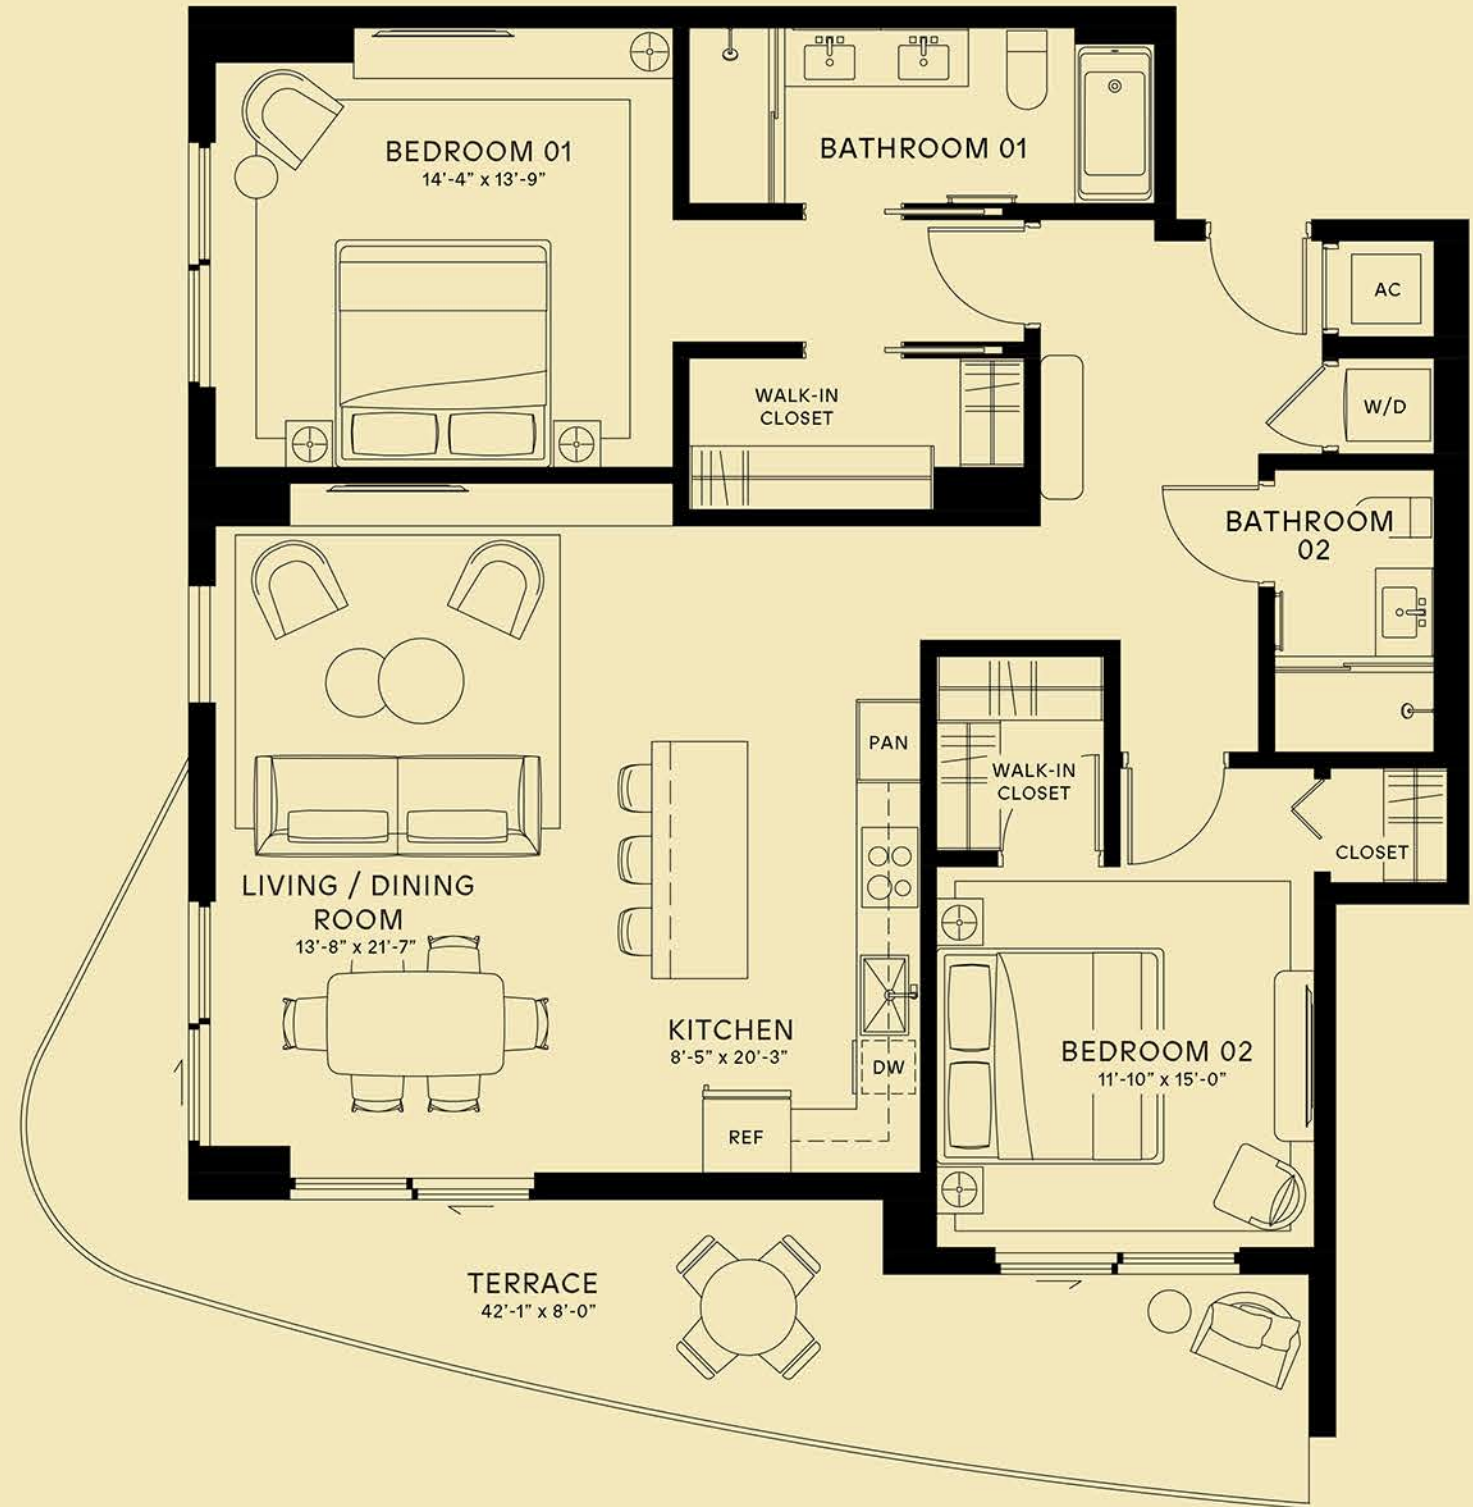 BEDROOM 01
14'-4" x 13'-9"
BATHROOM 01
AC
WALK-IN
CLOSET
W/D
BATHROOM
02
PAN
WALK-IN
CLOSET
CLOSET
LIVING / DINING
ROOM
13'-8" x 21'-7"
KITCHEN
8'-5" x 20'-3"
DW
REF
BEDROOM 02
11'-10" x 15'-0"
TERRACE
42'-1" x 8'-0"